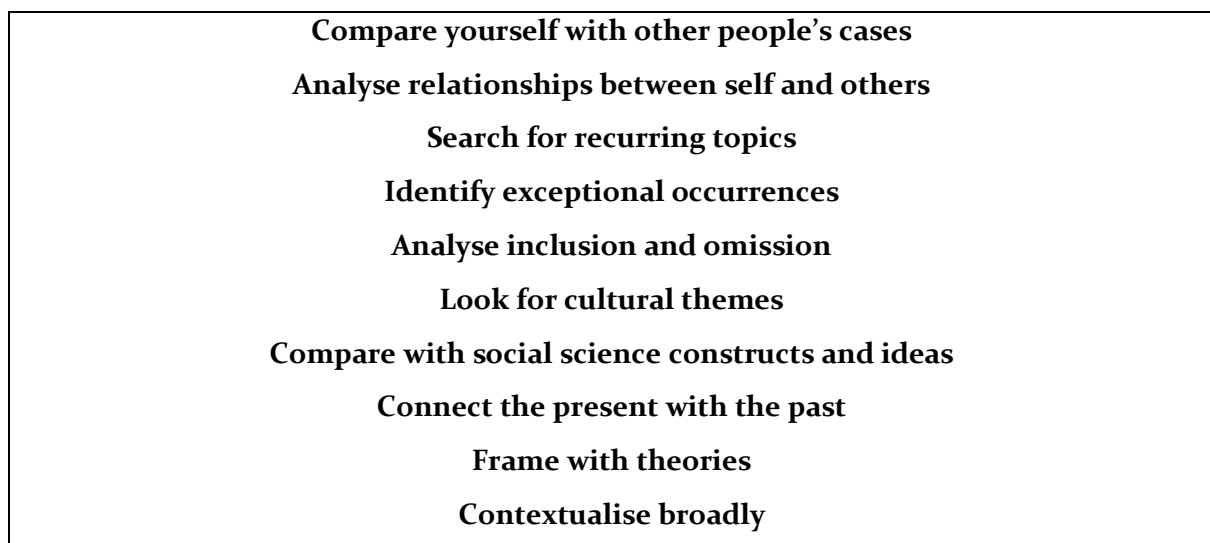 Compare yourself with other people’s cases
Analyse relationships between self and others
Search for recurring topics
Identify exceptional occurrences
Analyse inclusion and omission
Look for cultural themes
Compare with social science constructs and ideas
Connect the present with the past
Frame with theories
Contextualise broadly